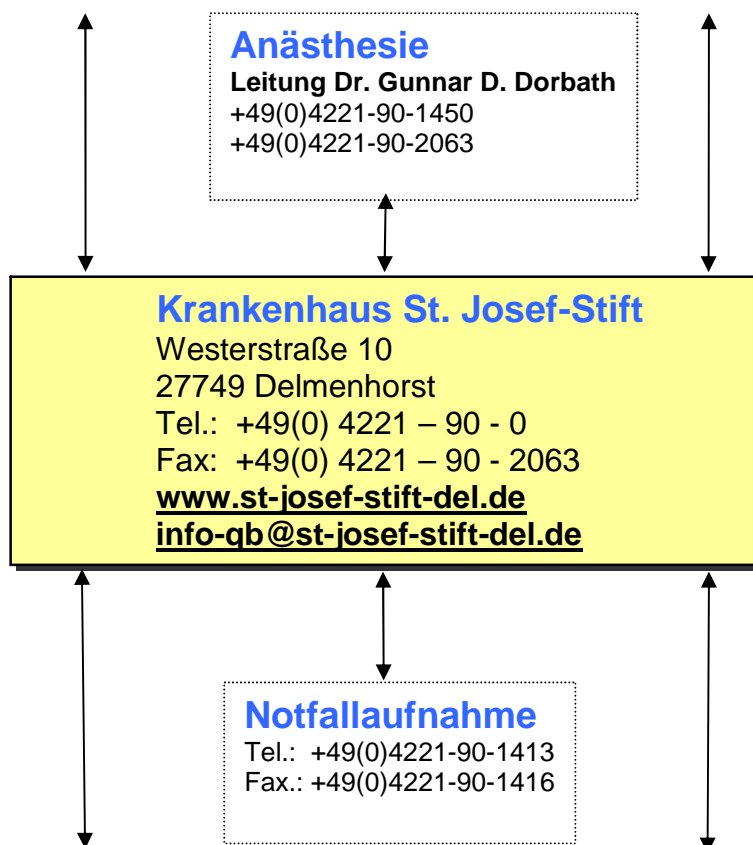 Anästhesie
Leitung Dr. Gunnar D. Dorbath
+49(0)4221-90-1450
+49(0)4221-90-2063
Krankenhaus St. Josef-Stift
Westerstraße 10
27749 Delmenhorst
Tel.: +49(0) 4221 – 90 - 0
Fax: +49(0) 4221 – 90 - 2063
www.st-josef-stift-del.de
info-qb@st-josef-stift-del.de
Notfallaufnahme
Tel.: +49(0)4221-90-1413
Fax.: +49(0)4221-90-1416